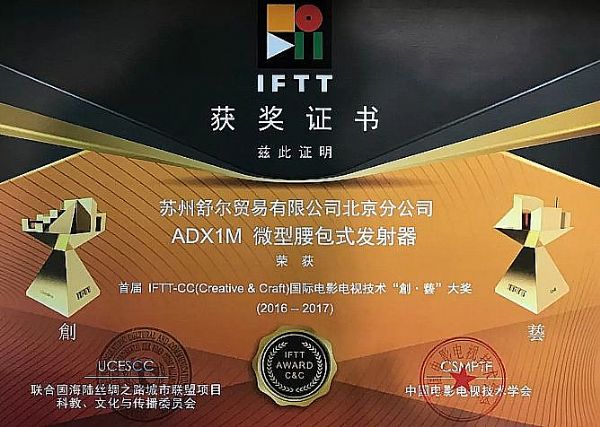 IFTT
获奖证书
兹此证明
苏州舒尔贸易有限公司北京分公司
ADX1M 微型腰包式发射器
荣获
首届 IFTT-CC(Creative & Craft)国际电影电视技术“創·藝”大奖
(2016－2017)
IFTT
IFTT
創
藝
IFTT
AWARD
C&C
UCESCC
联合国海陆丝绸之路城市联盟项目
科教、文化与传播委员会
CSMPTE
中国电影电视技术学会